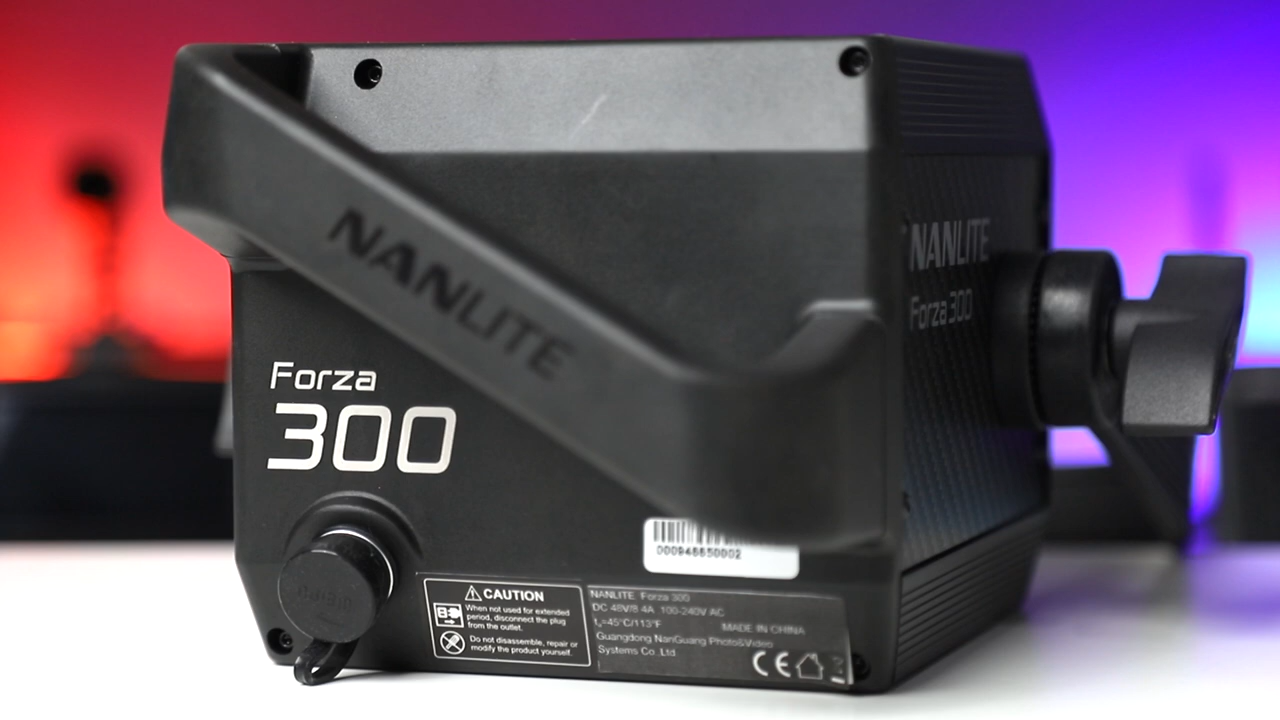 NANLITE
NANLITE
Forza 300
Forza
300
000948850002
CAUTION
When not used for extended
period, disconnect the plug
from the outlet.
Do not disassemble, repair or
modify the product yourself.
NANLITE Forza 300
DC 48V/8.4A 100-240V AC
tₐ=45°C/113°F
MADE IN CHINA
Guangdong NanGuang Photo&Video
Systems Co.,Ltd
CE